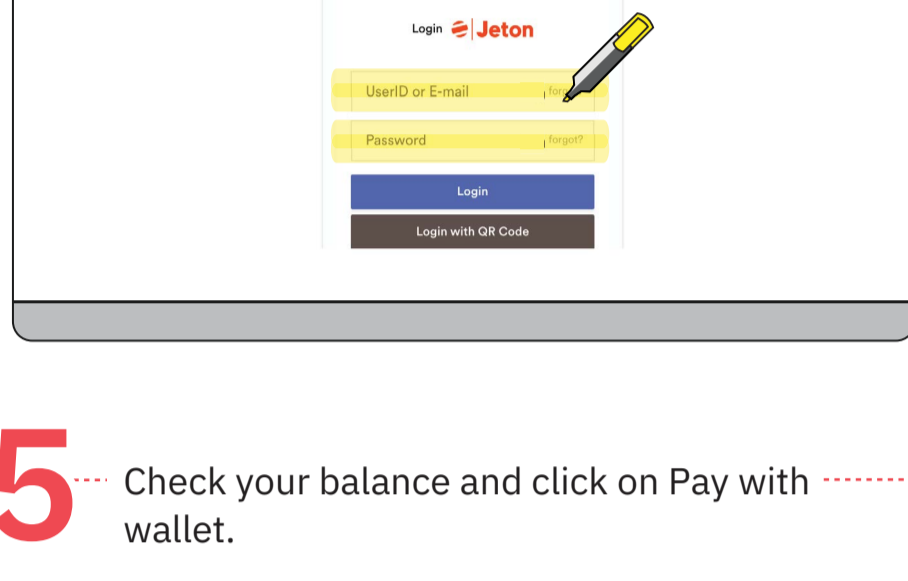 Login Jeton
UserID or E-mail
Password forgot?
Login
Login with QR Code
5 Check your balance and click on Pay with
wallet.